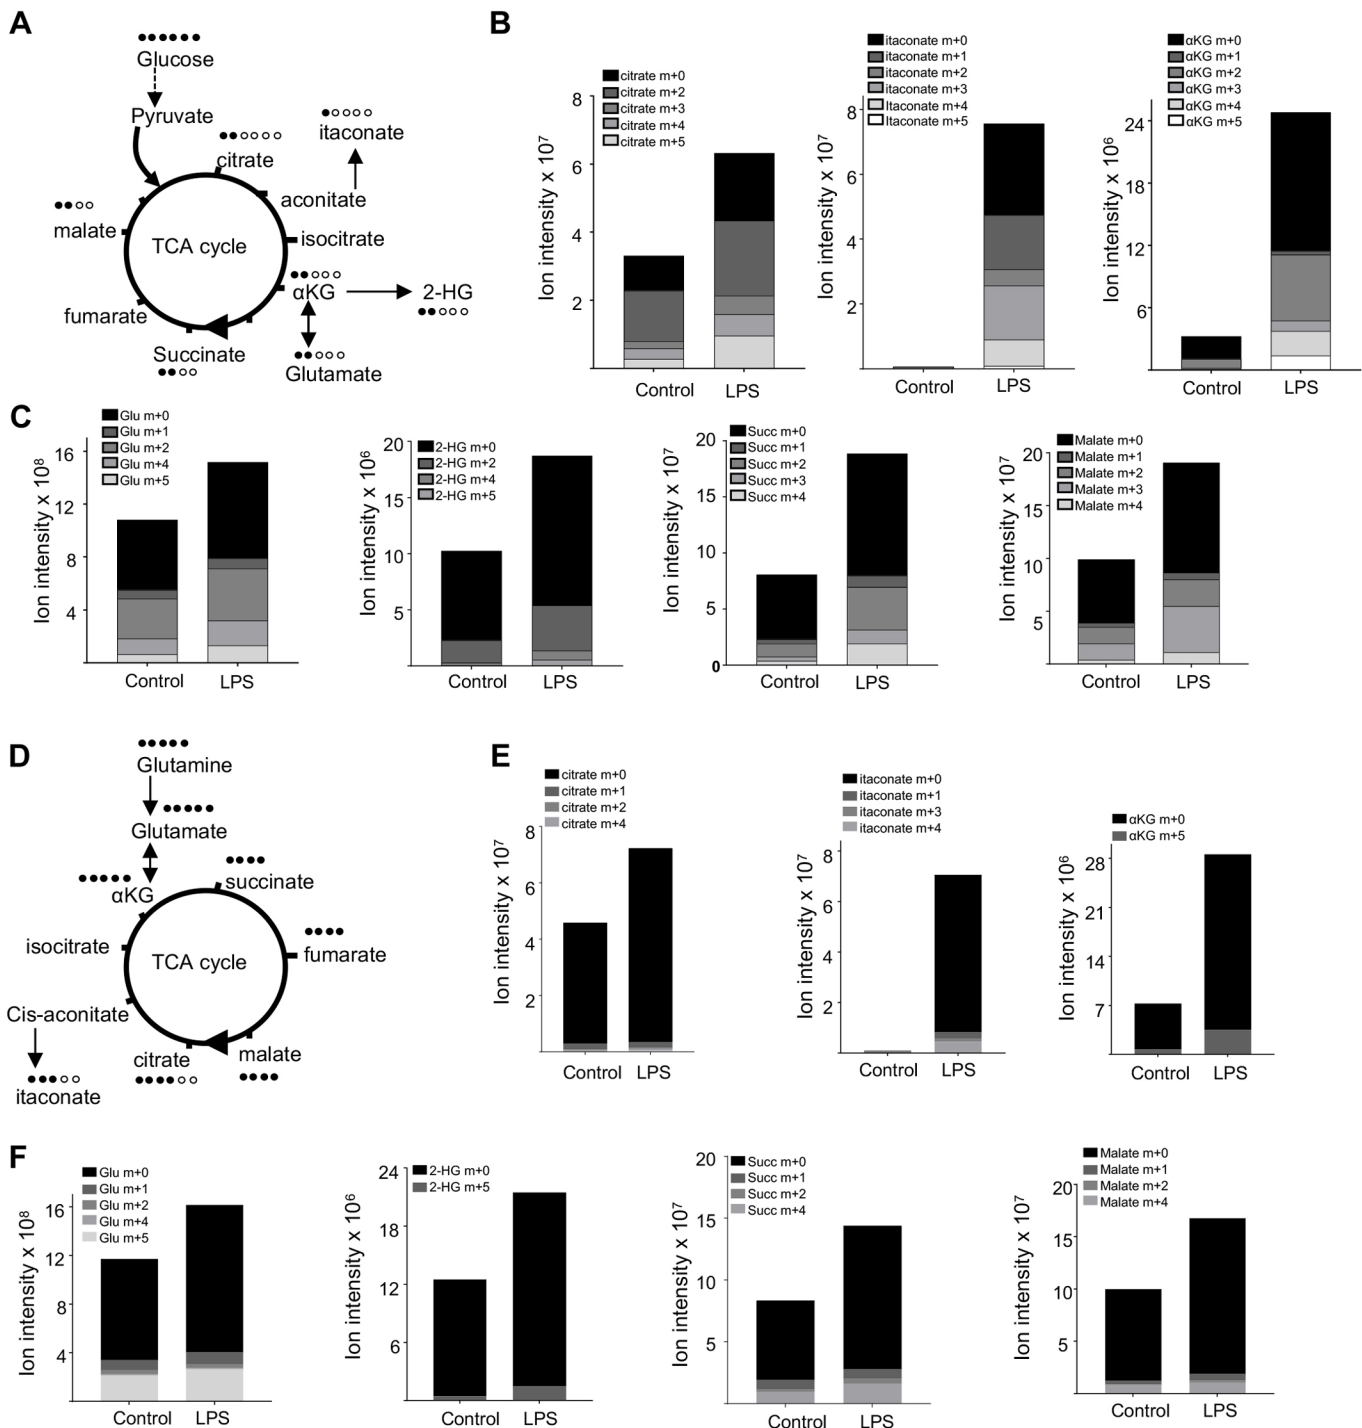 A
Glucose
Pyruvate
itaconate
citrate
aconitate
malate
TCA cycle
isocitrate
αKG
2-HG
fumarate
Succinate
Glutamate
B
citrate m+0
citrate m+2
citrate m+3
citrate m+4
citrate m+5
Ion intensity x 10⁷
8
6
4
2
Control
LPS
itaconate m+0
itaconate m+1
itaconate m+2
itaconate m+3
Itaconate m+4
Itaconate m+5
Ion intensity x 10⁷
8
6
4
2
Control
LPS
αKG m+0
αKG m+1
αKG m+2
αKG m+3
αKG m+4
αKG m+5
Ion intensity x 10⁶
24
18
12
6
Control
LPS
C
Glu m+0
Glu m+1
Glu m+2
Glu m+4
Glu m+5
Ion intensity x 10⁸
16
12
8
4
Control
LPS
2-HG m+0
2-HG m+2
2-HG m+4
2-HG m+5
Ion intensity x 10⁶
20
15
10
5
Control
LPS
Succ m+0
Succ m+1
Succ m+2
Succ m+3
Succ m+4
Ion intensity x 10⁷
20
15
10
5
0
Control
LPS
Malate m+0
Malate m+1
Malate m+2
Malate m+3
Malate m+4
Ion intensity x 10⁷
20
15
10
5
Control
LPS
D
Glutamine
Glutamate
αKG
succinate
isocitrate
TCA cycle
fumarate
Cis-aconitate
citrate
malate
itaconate
E
citrate m+0
citrate m+1
citrate m+2
citrate m+4
Ion intensity x 10⁷
8
6
4
2
Control
LPS
itaconate m+0
itaconate m+1
itaconate m+3
itaconate m+4
Ion intensity x 10⁷
8
6
4
2
Control
LPS
αKG m+0
αKG m+5
Ion intensity x 10⁶
28
21
14
7
Control
LPS
F
Glu m+0
Glu m+1
Glu m+2
Glu m+4
Glu m+5
Ion intensity x 10⁸
16
12
8
4
Control
LPS
2-HG m+0
2-HG m+5
Ion intensity x 10⁶
24
18
12
6
Control
LPS
Succ m+0
Succ m+1
Succ m+2
Succ m+4
Ion intensity x 10⁷
20
15
10
5
Control
LPS
Malate m+0
Malate m+1
Malate m+2
Malate m+4
Ion intensity x 10⁷
20
15
10
5
Control
LPS